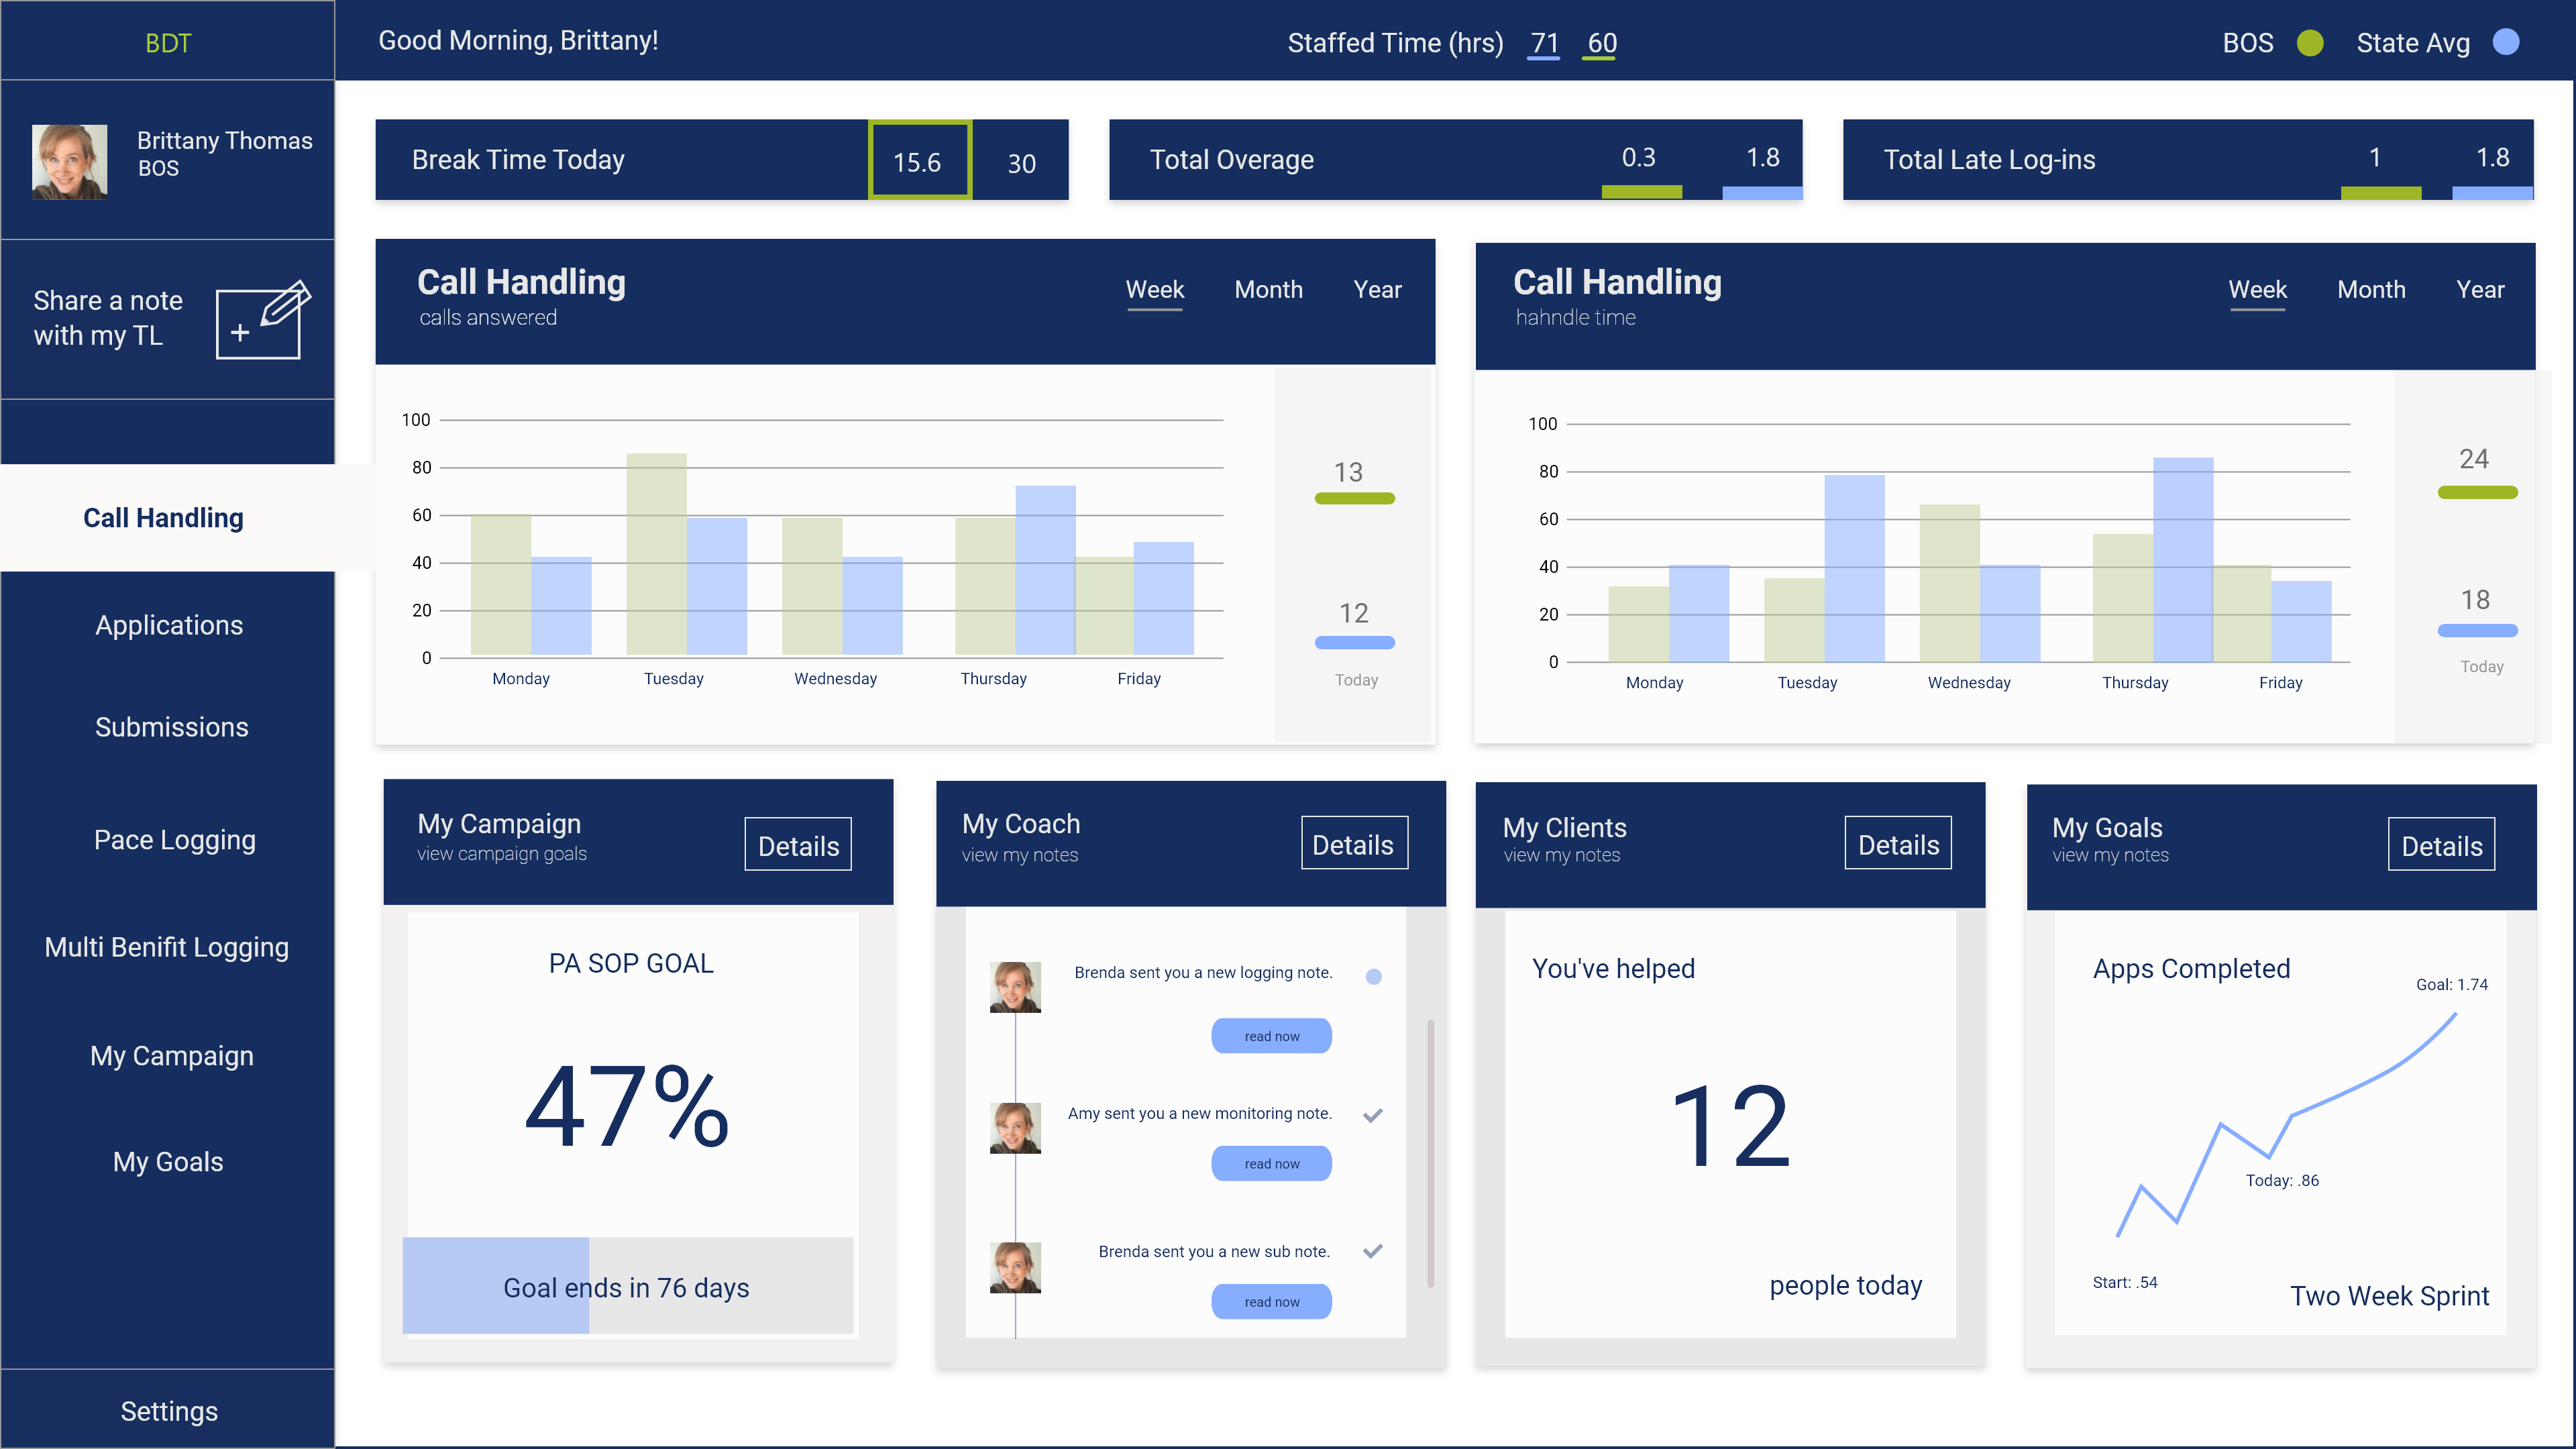 BDT
Good Morning, Brittany!
Staffed Time (hrs) 71 60
BOS State Avg
Brittany Thomas
BOS
Share a note
with my TL
+
Call Handling
Applications
Submissions
Pace Logging
Multi Benifit Logging
My Campaign
My Goals
Settings
Break Time Today 15.6 30
Total Overage 0.3 1.8
Total Late Log-ins 1 1.8
Call Handling
calls answered
Week Month Year
100
80
60
40
20
0
Monday Tuesday Wednesday Thursday Friday
13
12
Today
Call Handling
hahndle time
Week Month Year
100
80
60
40
20
0
Monday Tuesday Wednesday Thursday Friday
24
18
Today
My Campaign
view campaign goals
Details
PA SOP GOAL
47%
Goal ends in 76 days
My Coach
view my notes
Details
Brenda sent you a new logging note.
read now
Amy sent you a new monitoring note.
read now
Brenda sent you a new sub note.
read now
My Clients
view my notes
Details
You've helped
12
people today
My Goals
view my notes
Details
Apps Completed
Goal: 1.74
Today: .86
Start: .54
Two Week Sprint